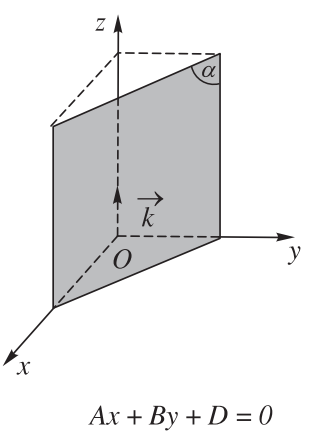 z
α
k⃗
O
y
x
Ax + By + D = 0